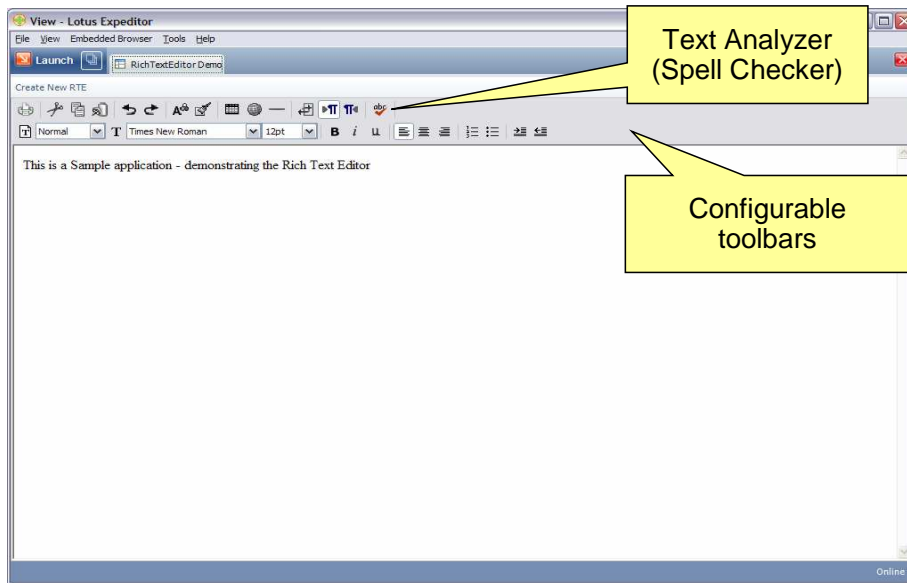 View - Lotus Expeditor
File View Embedded Browser Tools Help
Launch RichTextEditor Demo
Create New RTE
abc
T Normal T Times New Roman 12pt B i u
This is a Sample application - demonstrating the Rich Text Editor
Text Analyzer
(Spell Checker)
Configurable
toolbars
Online